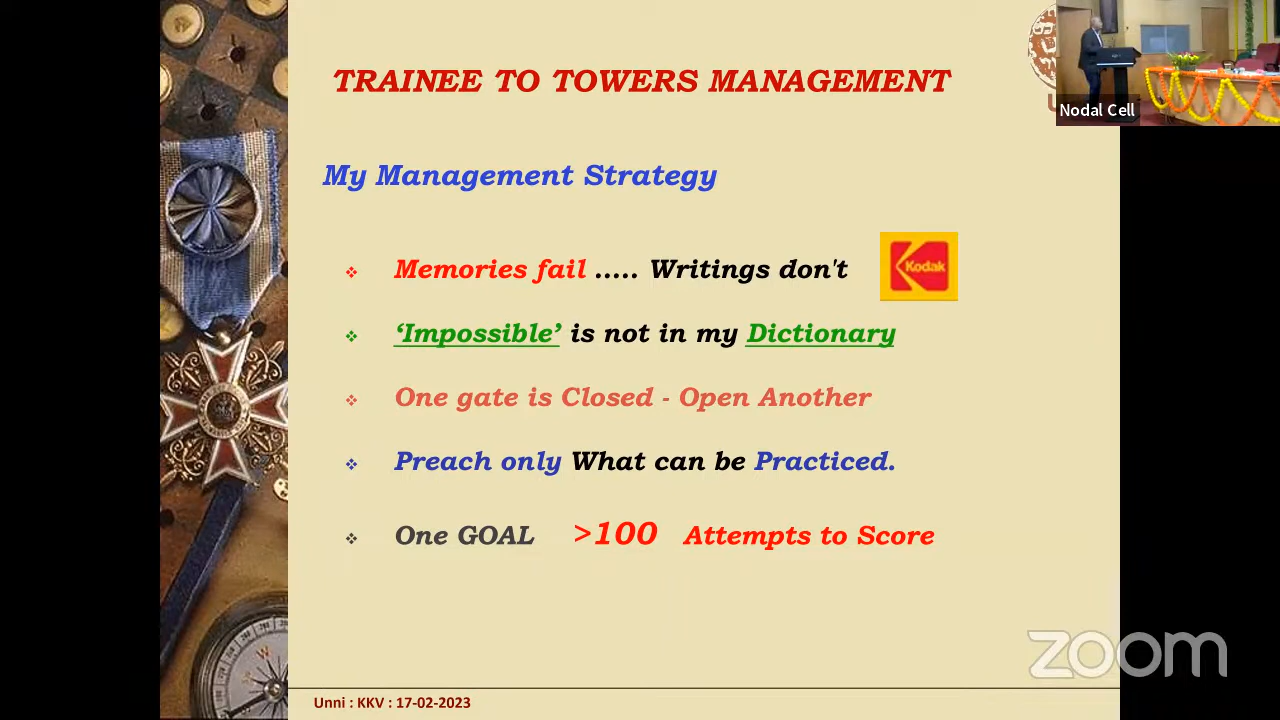 TRAINEE TO TOWERS MANAGEMENT
Nodal Cell
My Management Strategy
Memories fail ..... Writings don't
Kodak
‘Impossible’ is not in my Dictionary
One gate is Closed - Open Another
Preach only What can be Practiced.
One GOAL >100 Attempts to Score
zoom
Unni : KKV : 17-02-2023